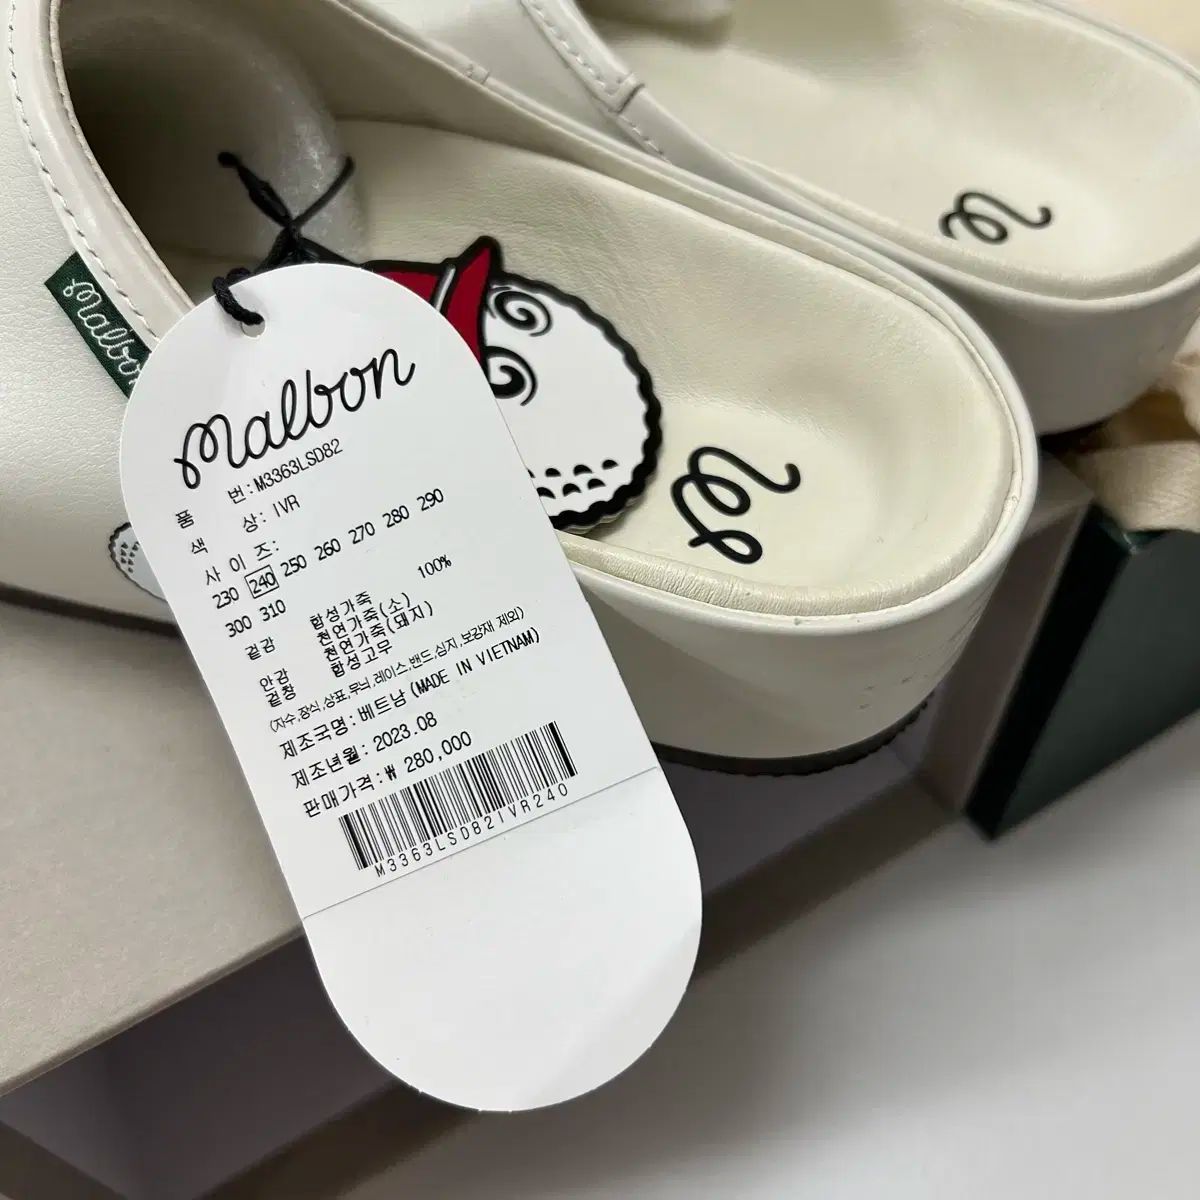 malbon
malbon
품 번:M3363LSD82
색 상: IVR
사 이 즈:
230 240 250 260 270 280 290
300 310
겉감 합성가죽 100%
천연가죽(소)
안감 천연가죽(돼지)
겉창 합성고무
(자수,장식,상표,무늬,레이스,밴드,심지,보강재 제외)
제조국명:베트남(MADE IN VIETNAM)
제조년월: 2023.08
판매가격:₩ 280,000
M3363LSD82IVR240